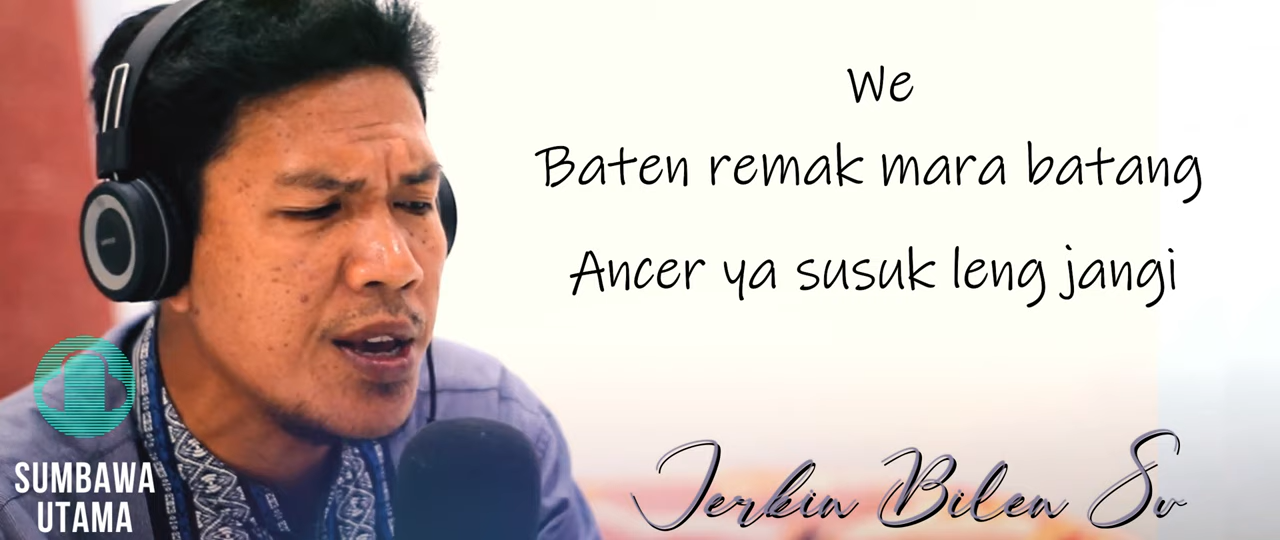 We
Baten remak mara batang
Ancer ya susuk leng jangi
Jerkin Bilen Sv
SUMBAWA
UTAMA